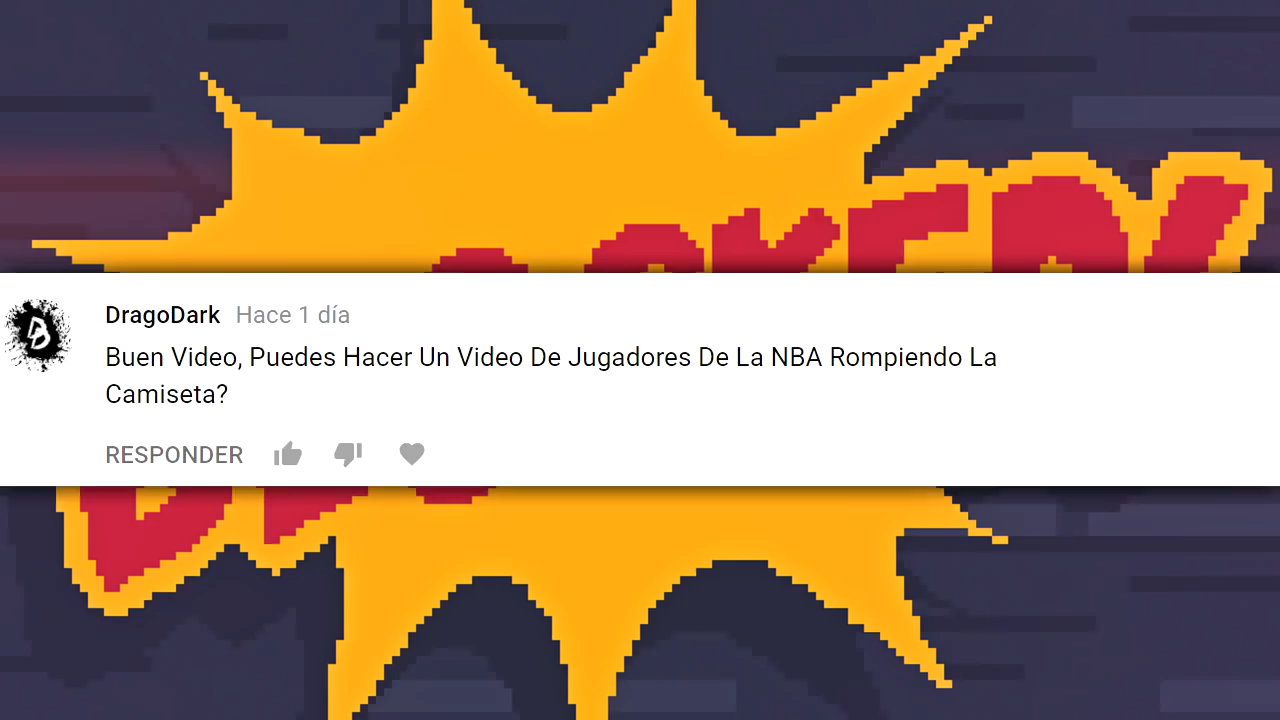 DragoDark Hace 1 día
Buen Video, Puedes Hacer Un Video De Jugadores De La NBA Rompiendo La
Camiseta?
RESPONDER